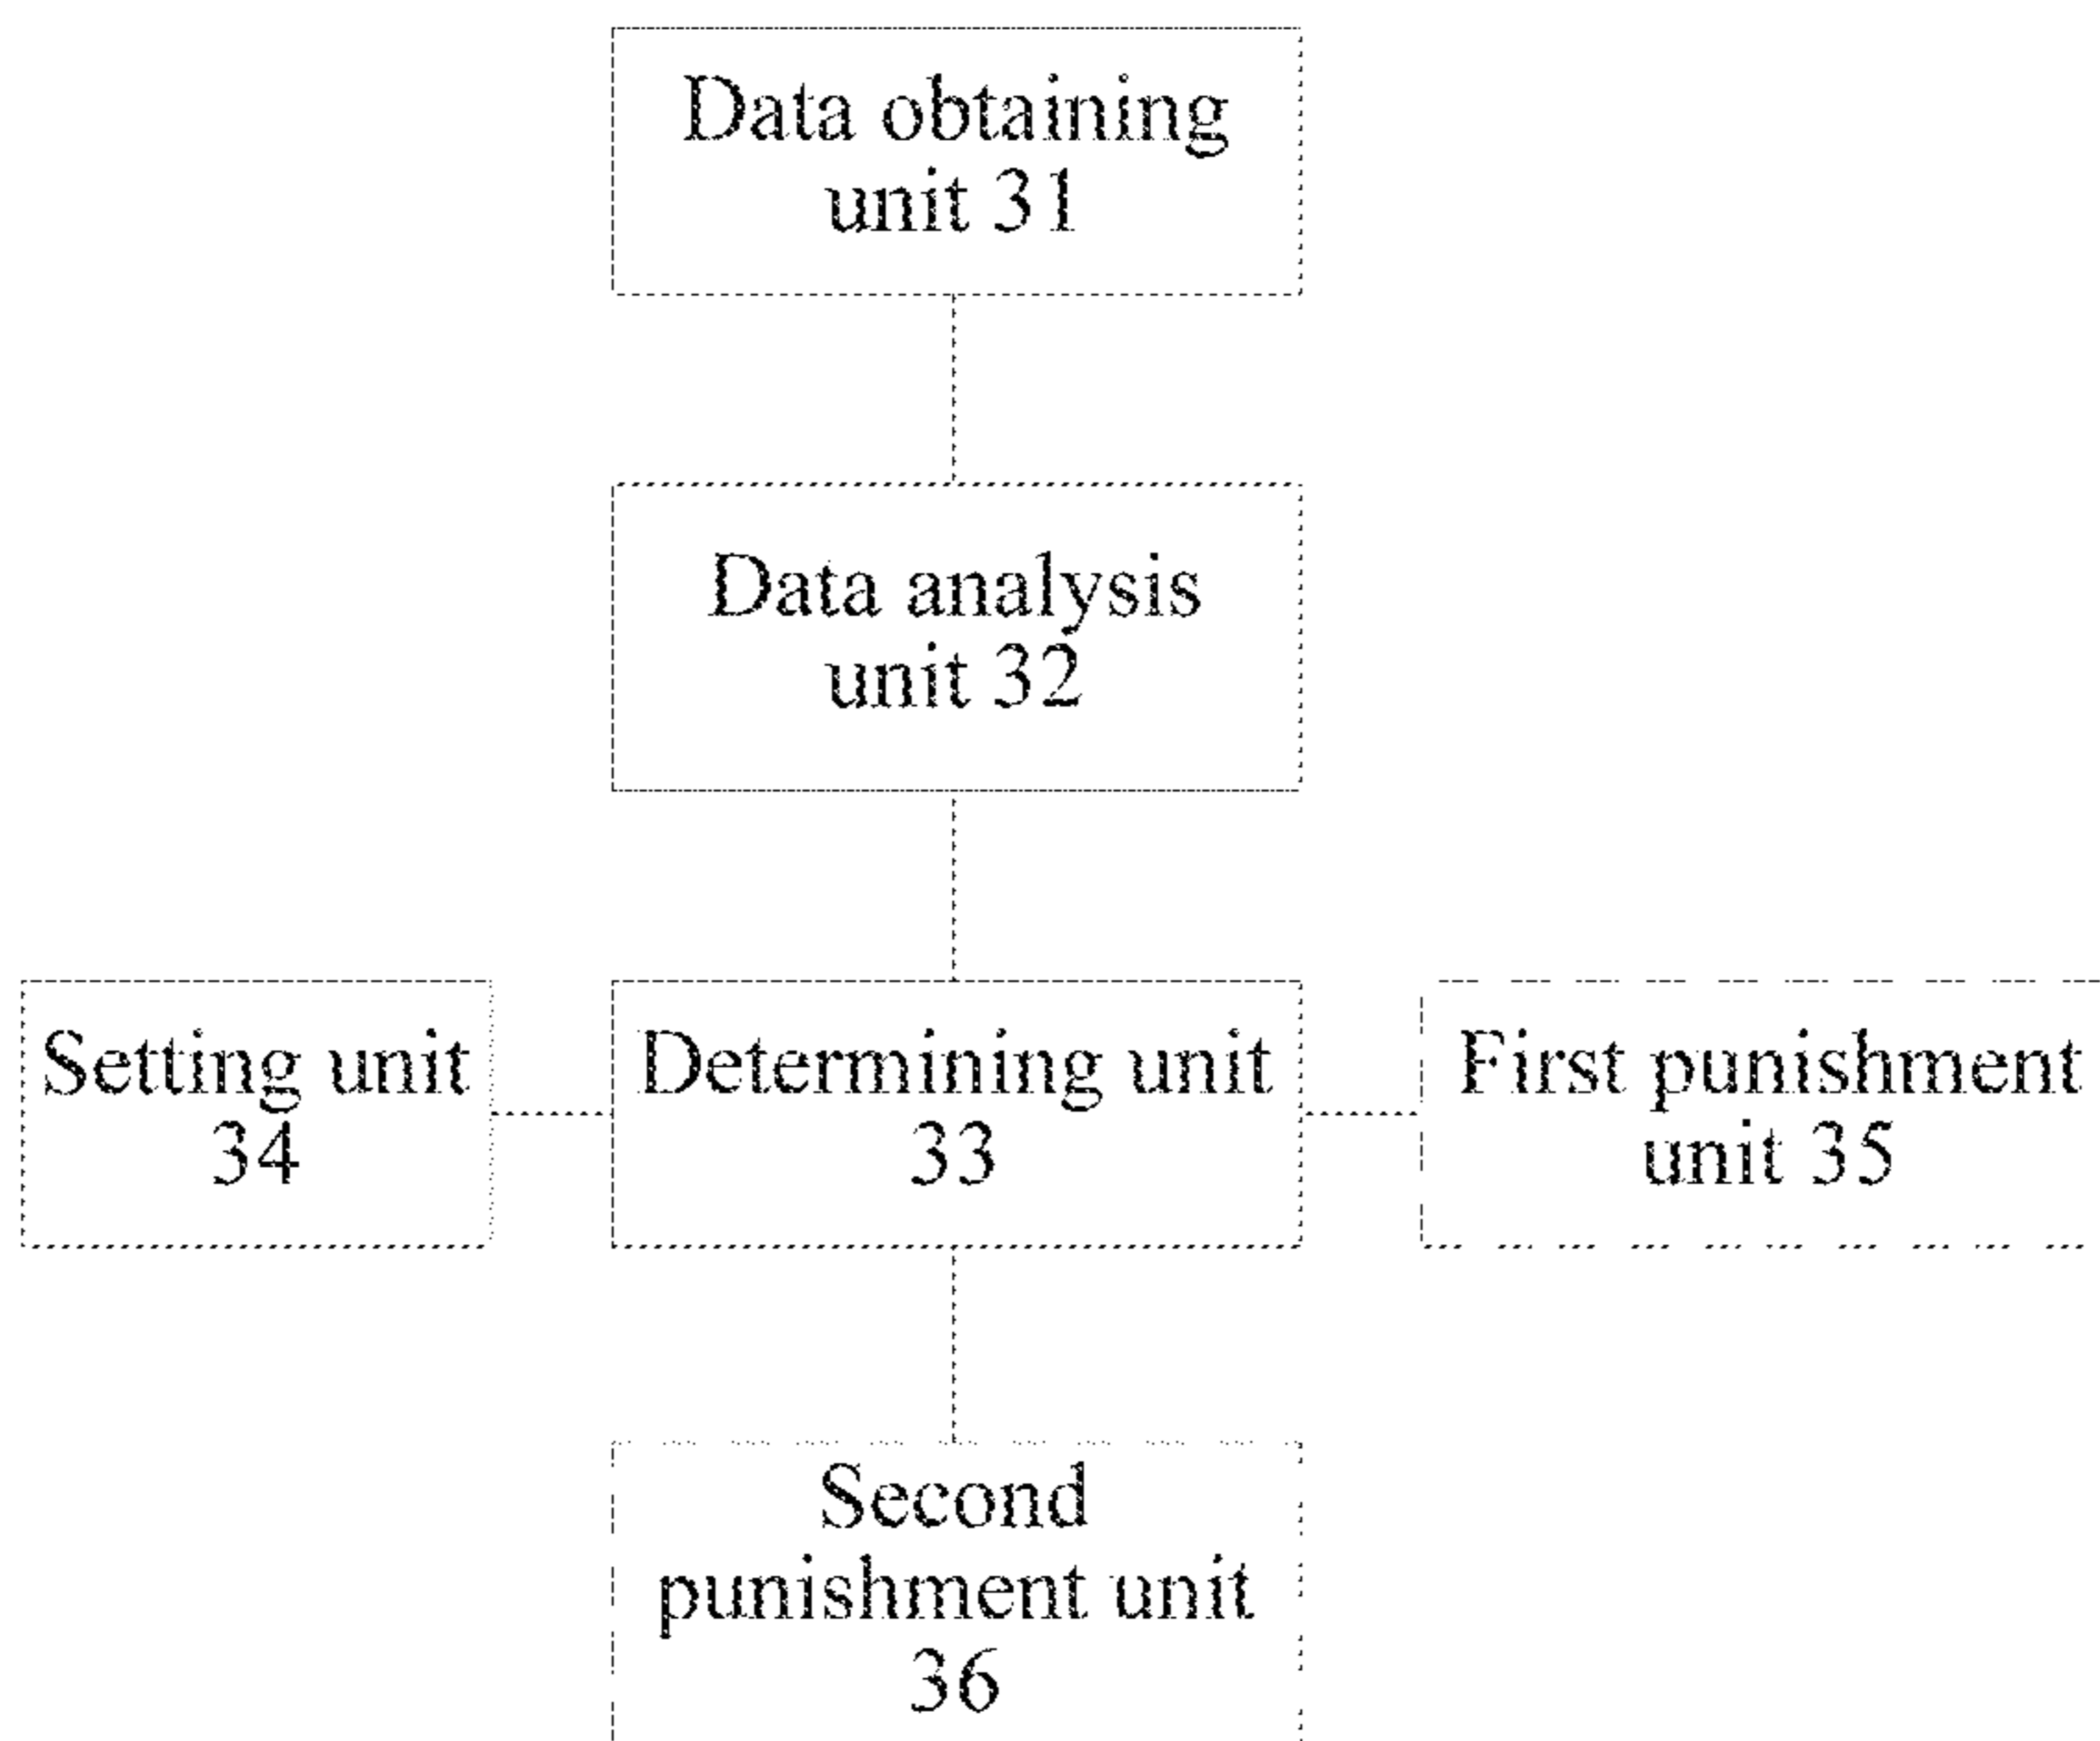 Data obtaining
unit 31
Data analysis
unit 32
Setting unit
34
Determining unit
33
First punishment
unit 35
Second
punishment unit
36